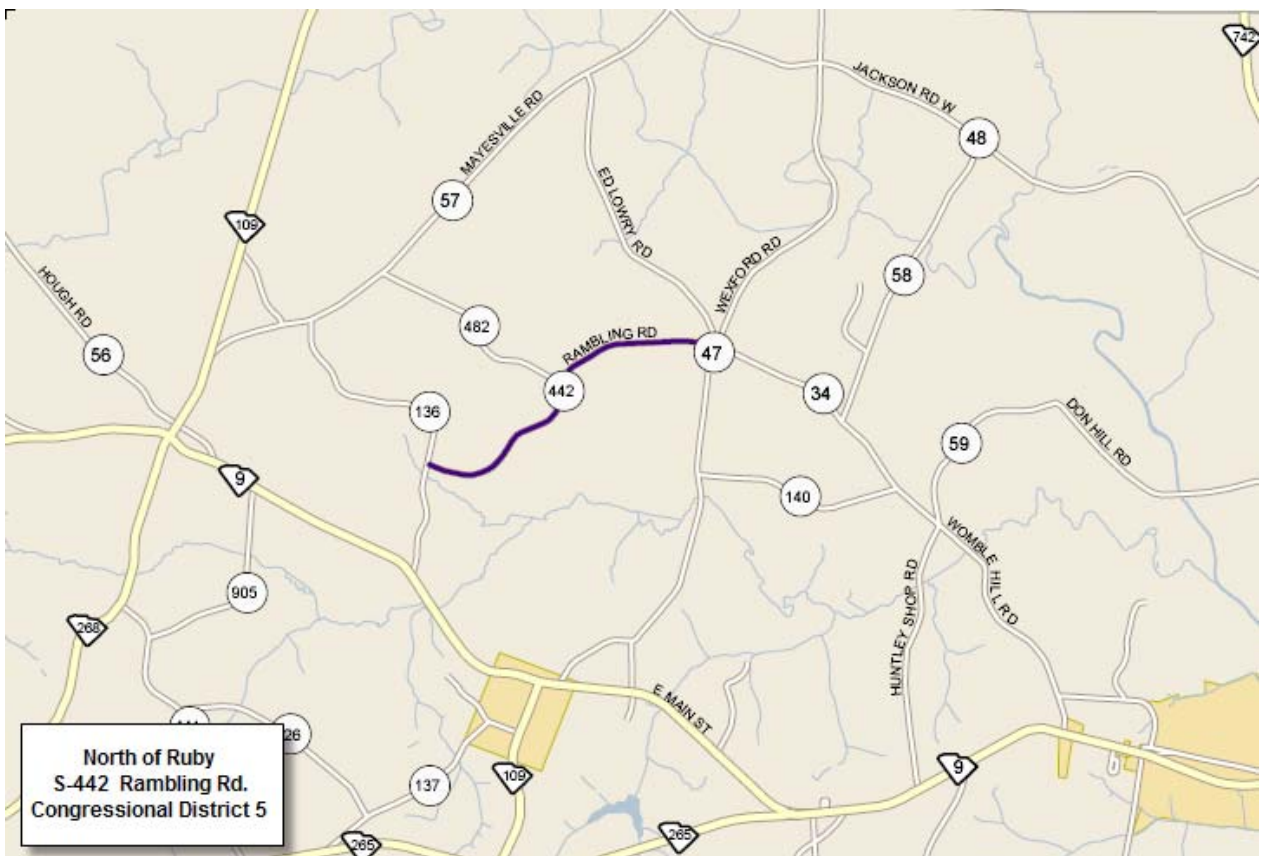 742
JACKSON RD W
MAYESVILLE RD
48
57
109
ED LOWRY RD
WEXFORD RD
58
HOUGH RD
482
RAMBLING RD
56
47
442
34
136
DON HILL RD
59
9
140
WOMBLE HILL RD
HUNTLEY SHOP RD
905
268
E MAIN ST
26
9
137
109
265
265
North of Ruby
S-442 Rambling Rd.
Congressional District 5